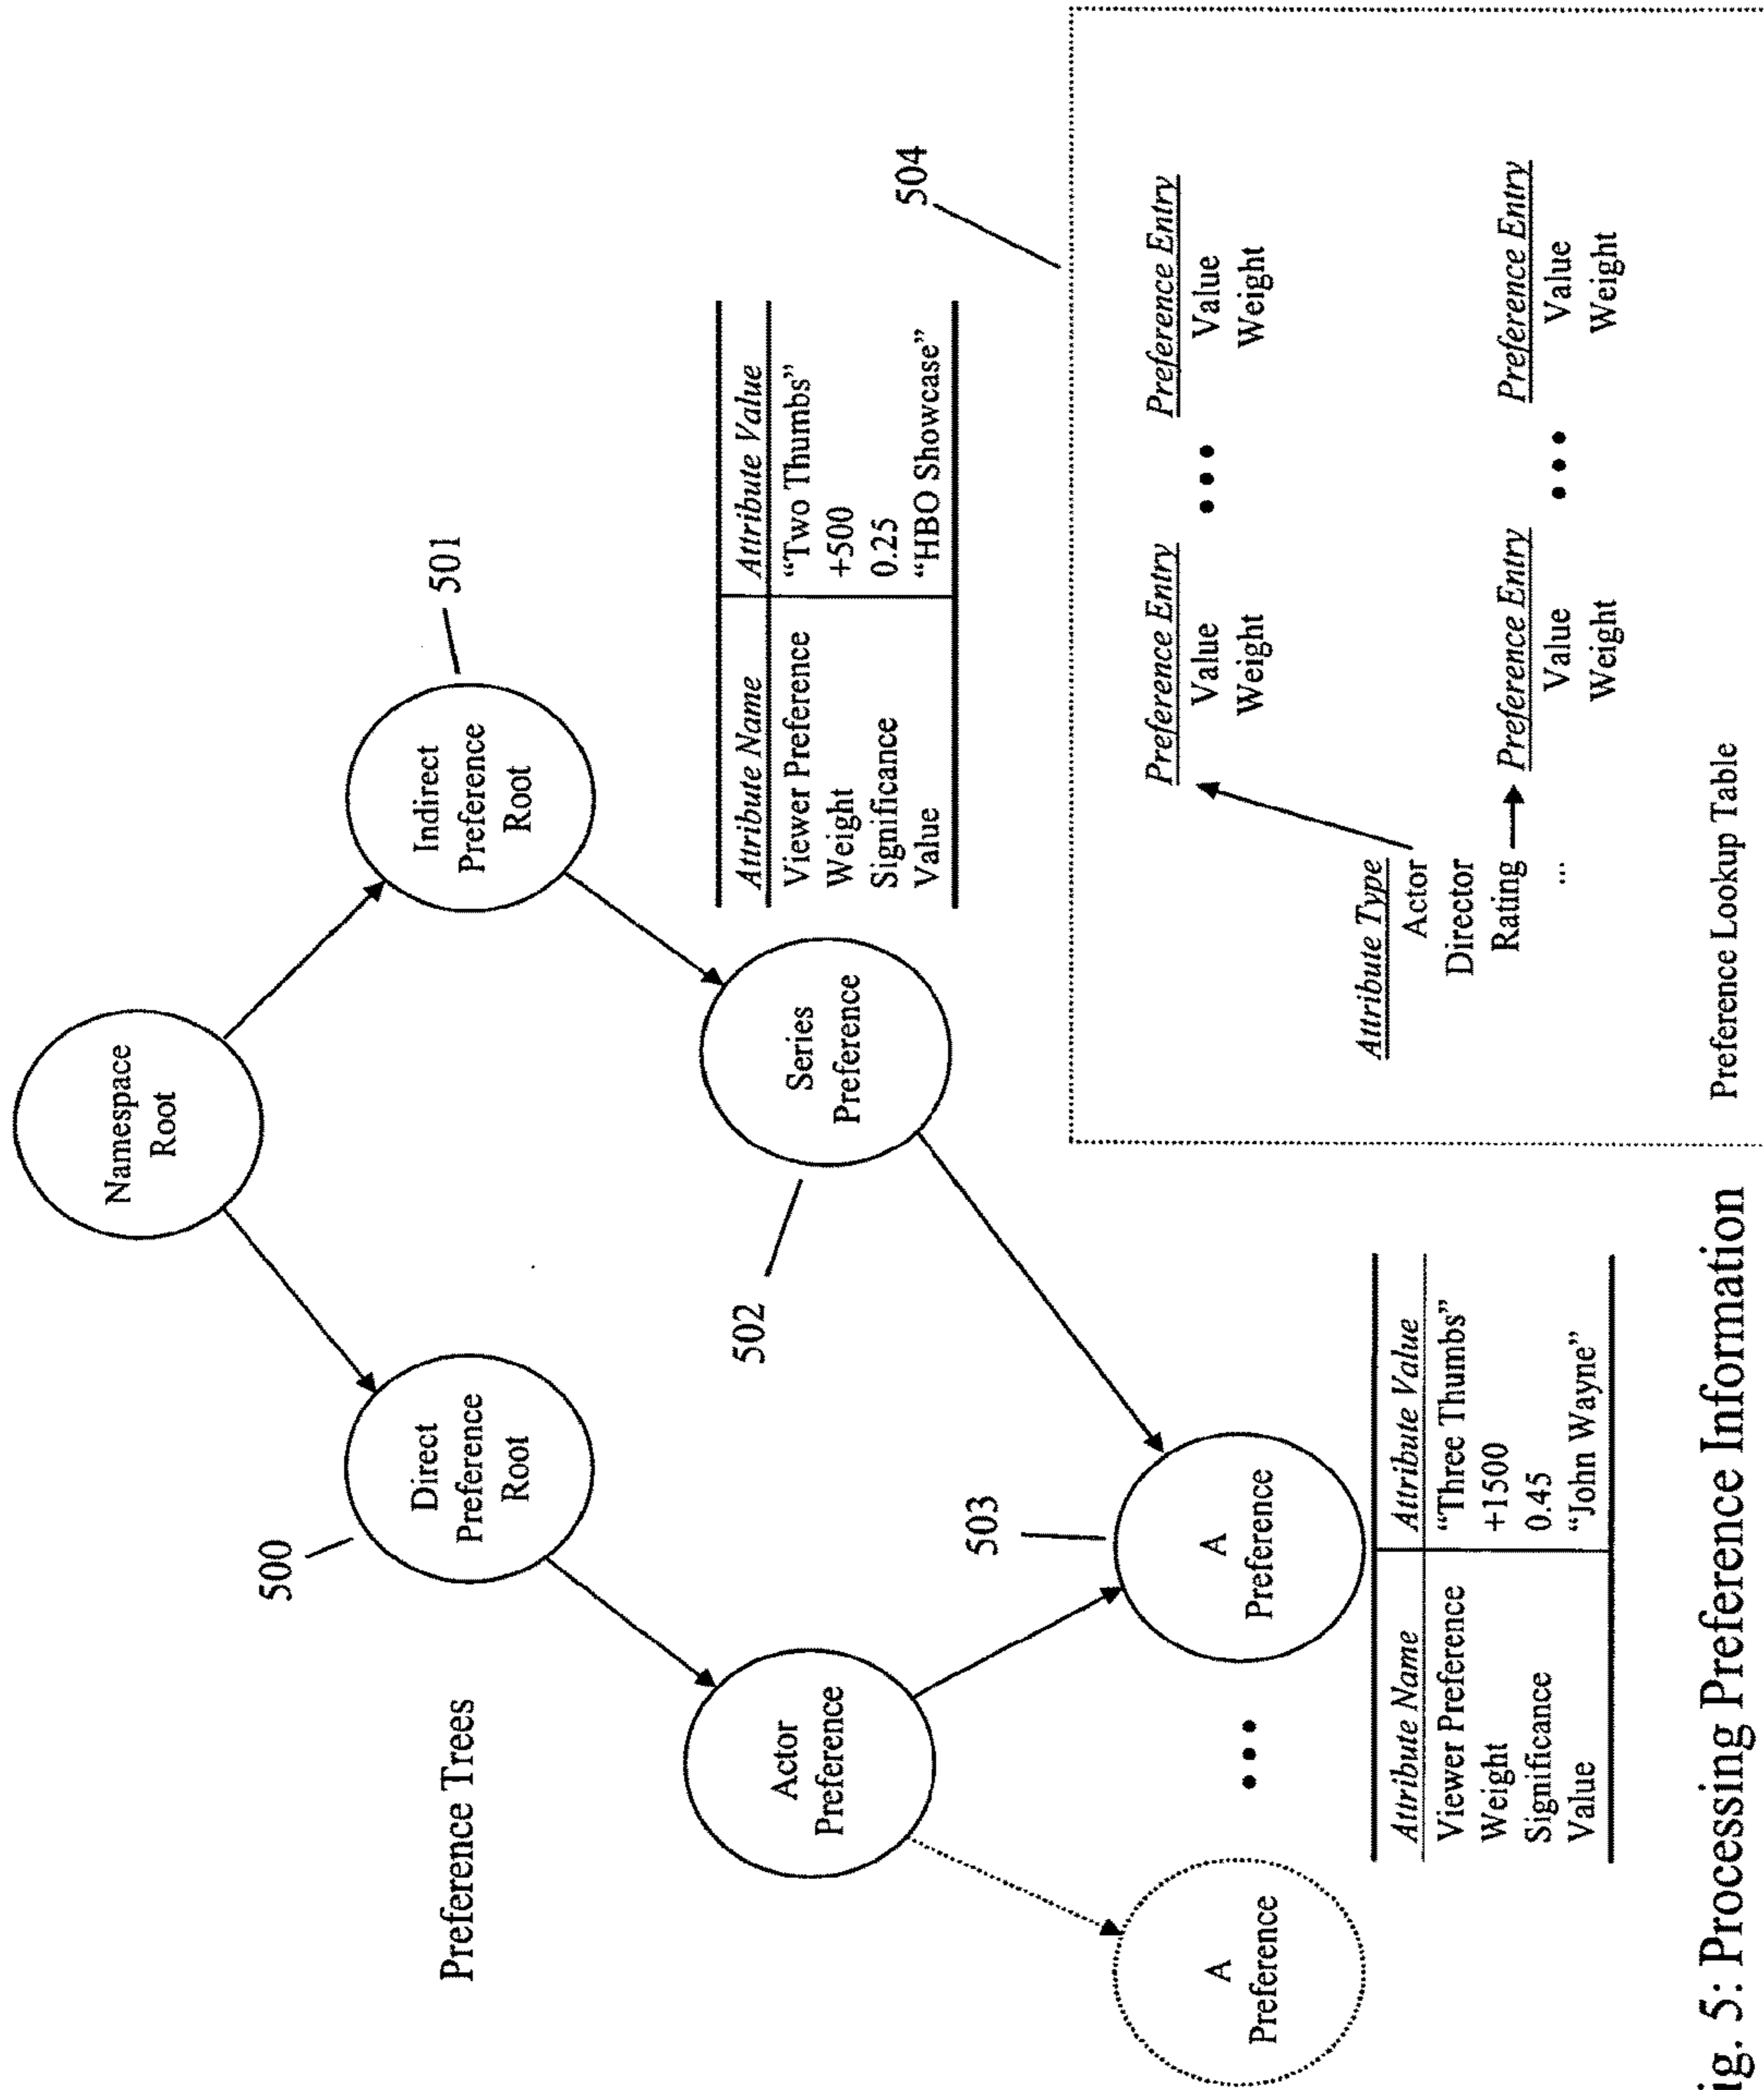 Preference Trees
Namespace
Root
500
Direct
Preference
Root
Indirect
Preference
Root
501
Actor
Preference
502
Series
Preference
Attribute Name Attribute Value
Viewer Preference “Two Thumbs”
Weight +500
Significance 0.25
Value “HBO Showcase”
A
Preference
•••
503
A
Preference
Attribute Name Attribute Value
Viewer Preference “Three Thumbs”
Weight +1500
Significance 0.45
Value “John Wayne”
504
Attribute Type
Actor
Director
Rating
...
Preference Entry ••• Preference Entry
Value Value
Weight Weight
Preference Entry ••• Preference Entry
Value Value
Weight Weight
Preference Lookup Table
ig. 5: Processing Preference Information